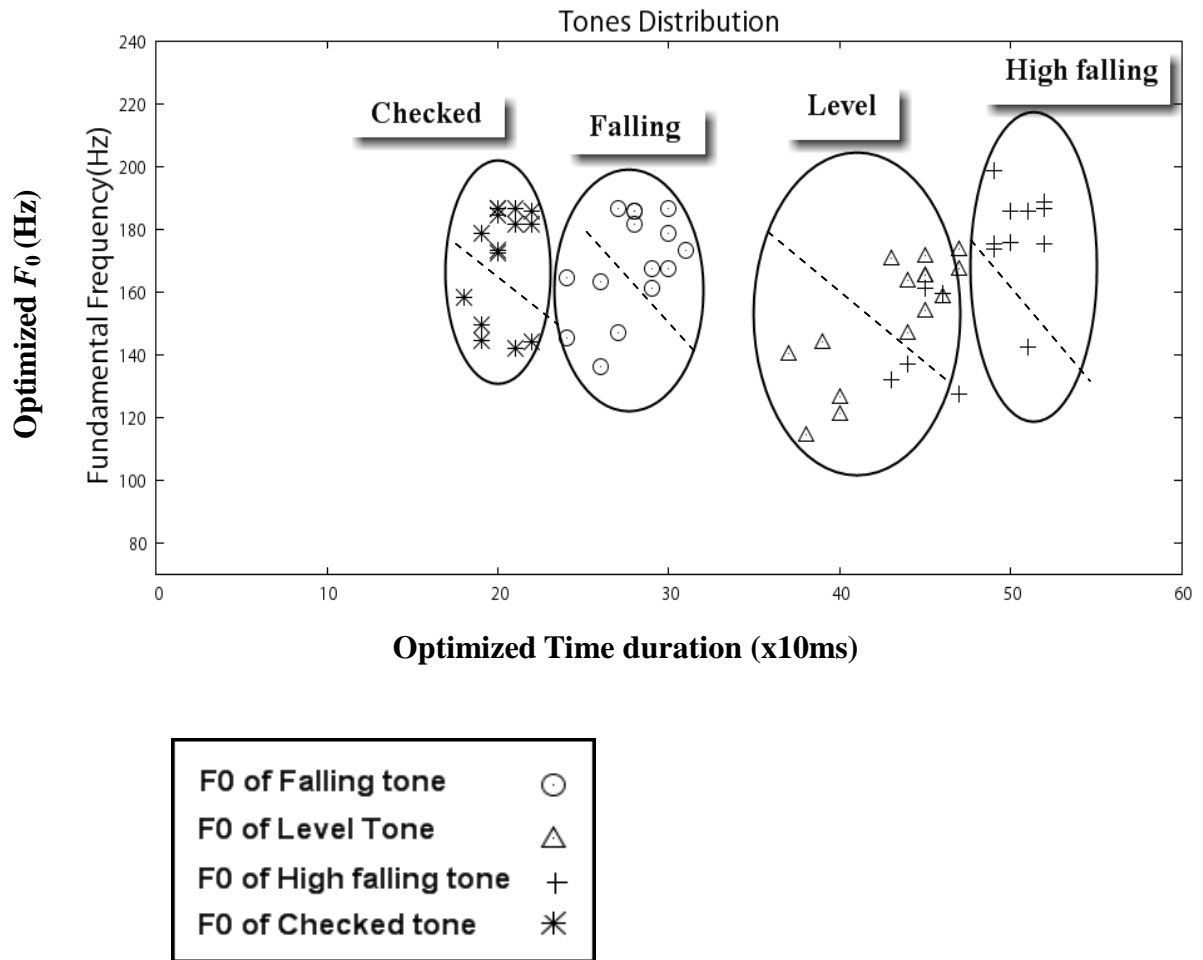 Tones Distribution
Optimized F₀ (Hz)
Fundamental Frequency(Hz)
240
220
200
180
160
140
120
100
80
Checked
Falling
Level
High falling
0
10
20
30
40
50
60
Optimized Time duration (x10ms)
F0 of Falling tone
F0 of Level Tone
F0 of High falling tone
F0 of Checked tone